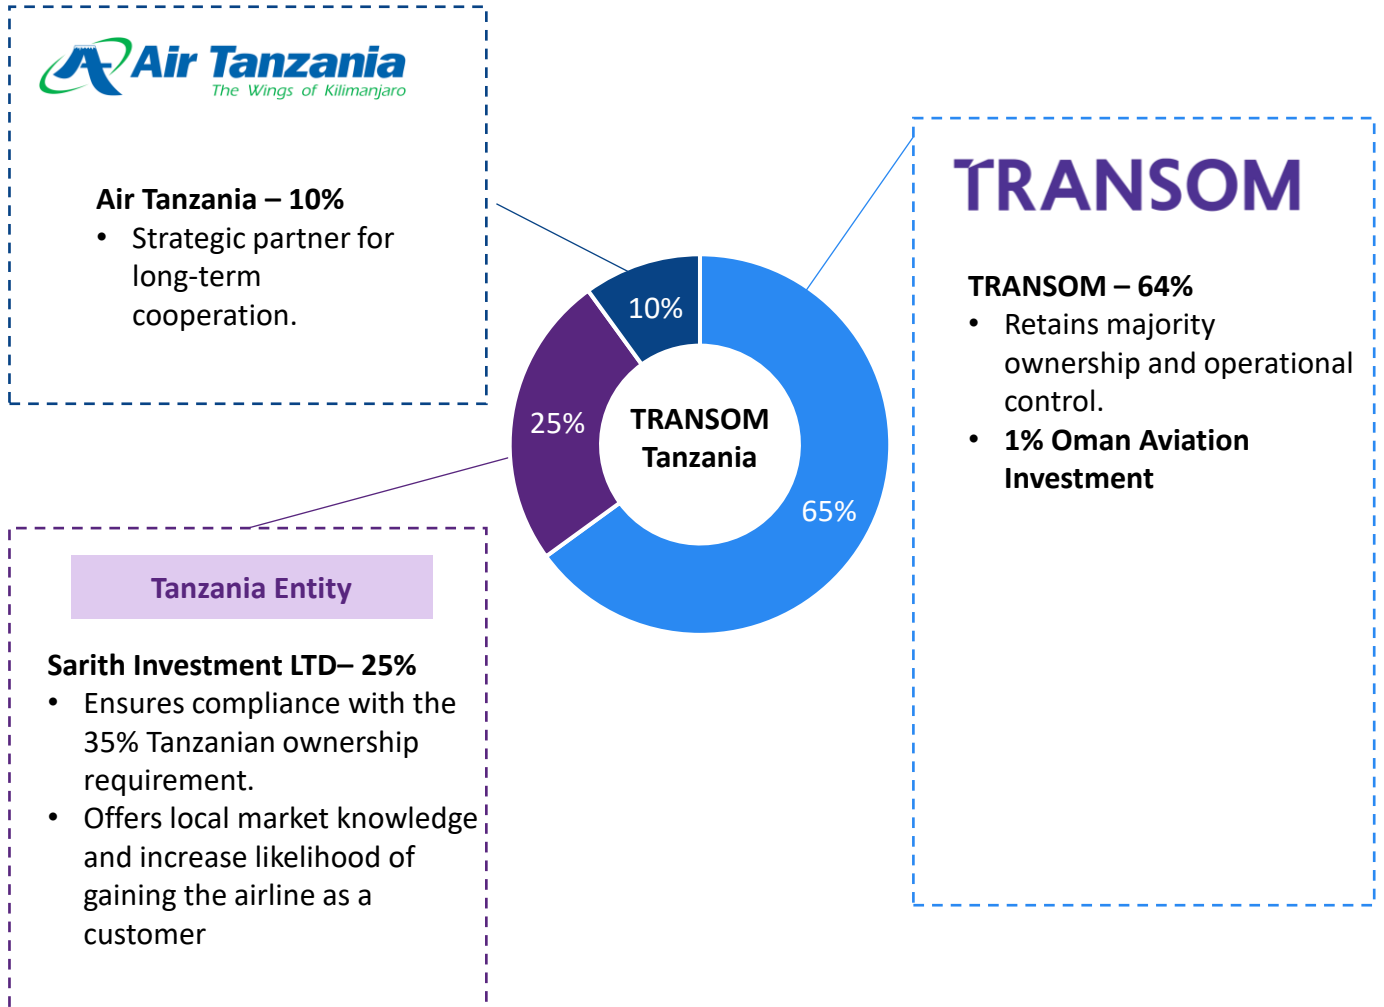 Air Tanzania
The Wings of Kilimanjaro
Air Tanzania – 10%
• Strategic partner for
long-term
cooperation.
TRANSOM
TRANSOM – 64%
• Retains majority
ownership and operational
control.
• 1% Oman Aviation
Investment
10%
25%
65%
TRANSOM
Tanzania
Tanzania Entity
Sarith Investment LTD– 25%
• Ensures compliance with the
35% Tanzanian ownership
requirement.
• Offers local market knowledge
and increase likelihood of
gaining the airline as a
customer